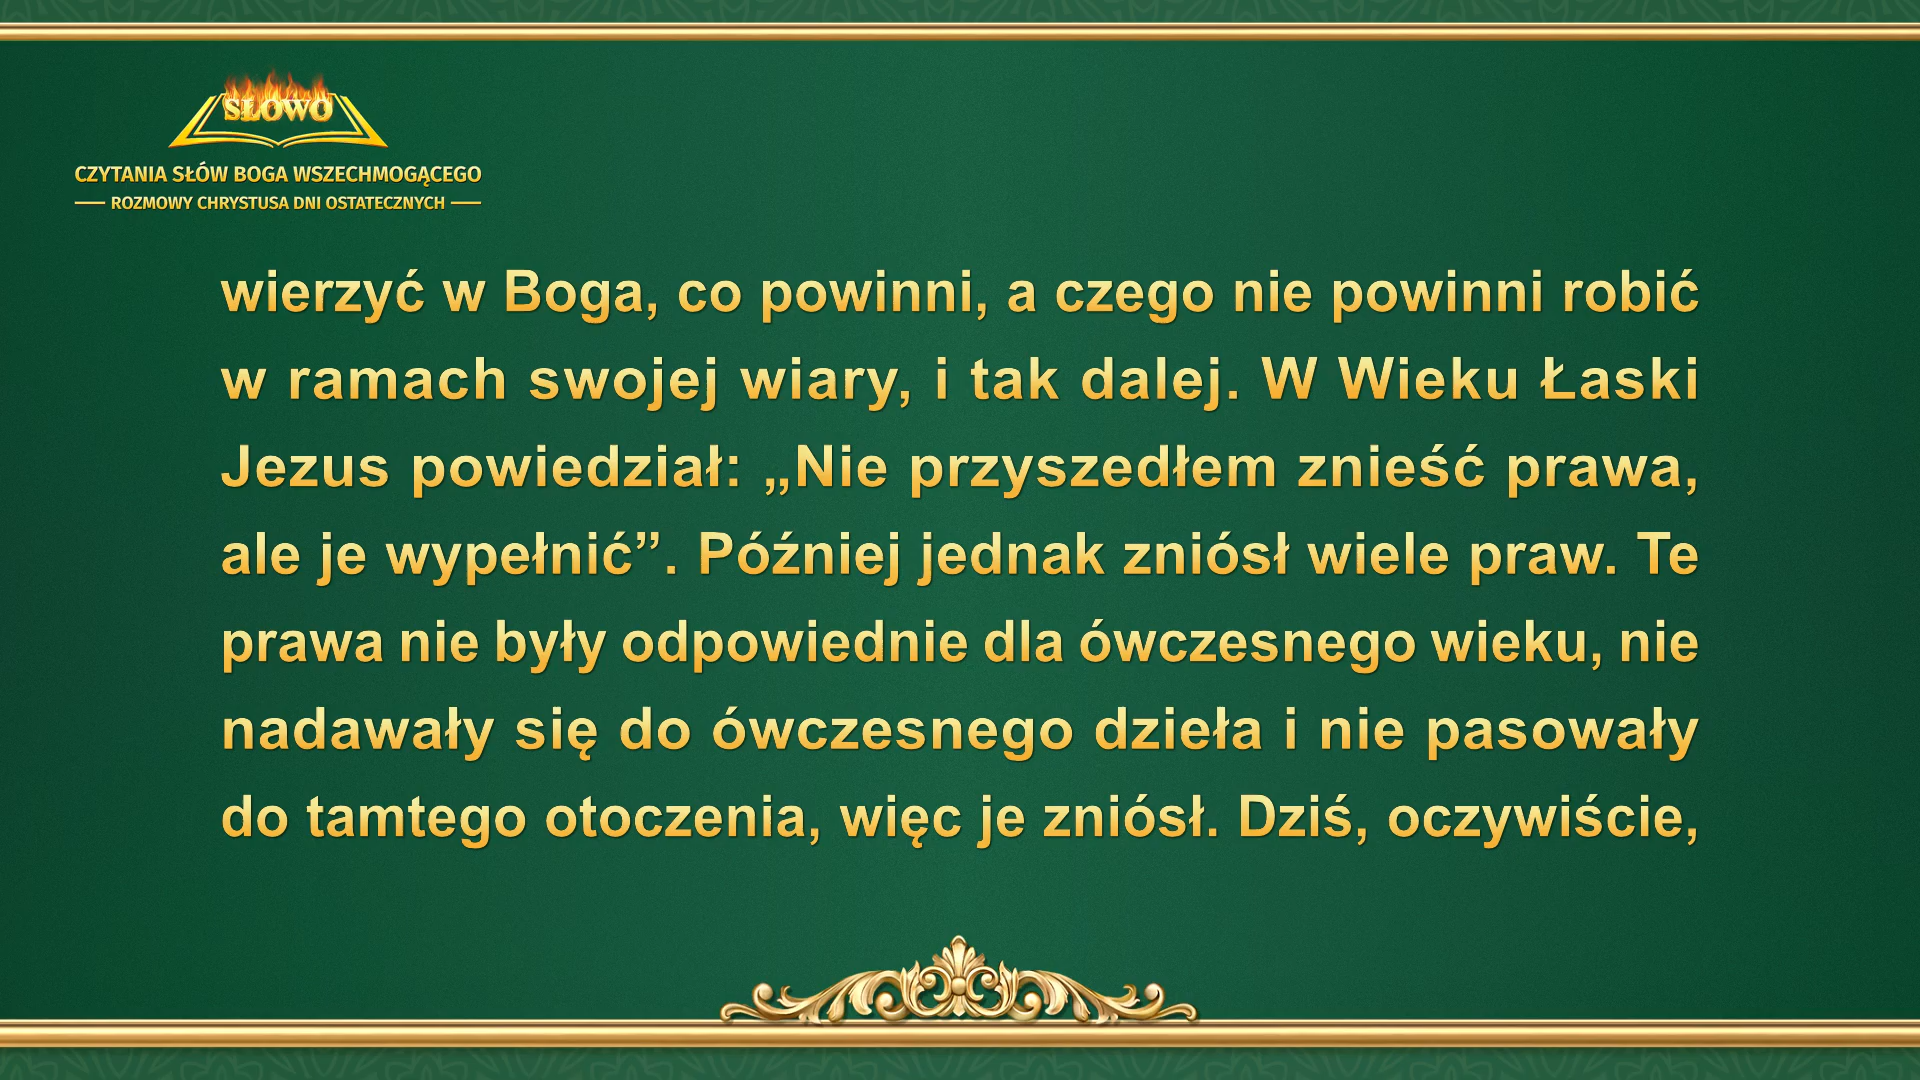 SŁOWO
CZYTANIA SŁÓW BOGA WSZECHMOGĄCEGO
ROZMOWY CHRYSTUSA DNI OSTATECZNYCH
wierzyć w Boga, co powinni, a czego nie powinni robić
w ramach swojej wiary, i tak dalej. W Wieku Łaski
Jezus powiedział: „Nie przyszedłem znieść prawa,
ale je wypełnić”. Później jednak zniósł wiele praw. Te
prawa nie były odpowiednie dla ówczesnego wieku, nie
nadawały się do ówczesnego dzieła i nie pasowały
do tamtego otoczenia, więc je zniósł. Dziś, oczywiście,